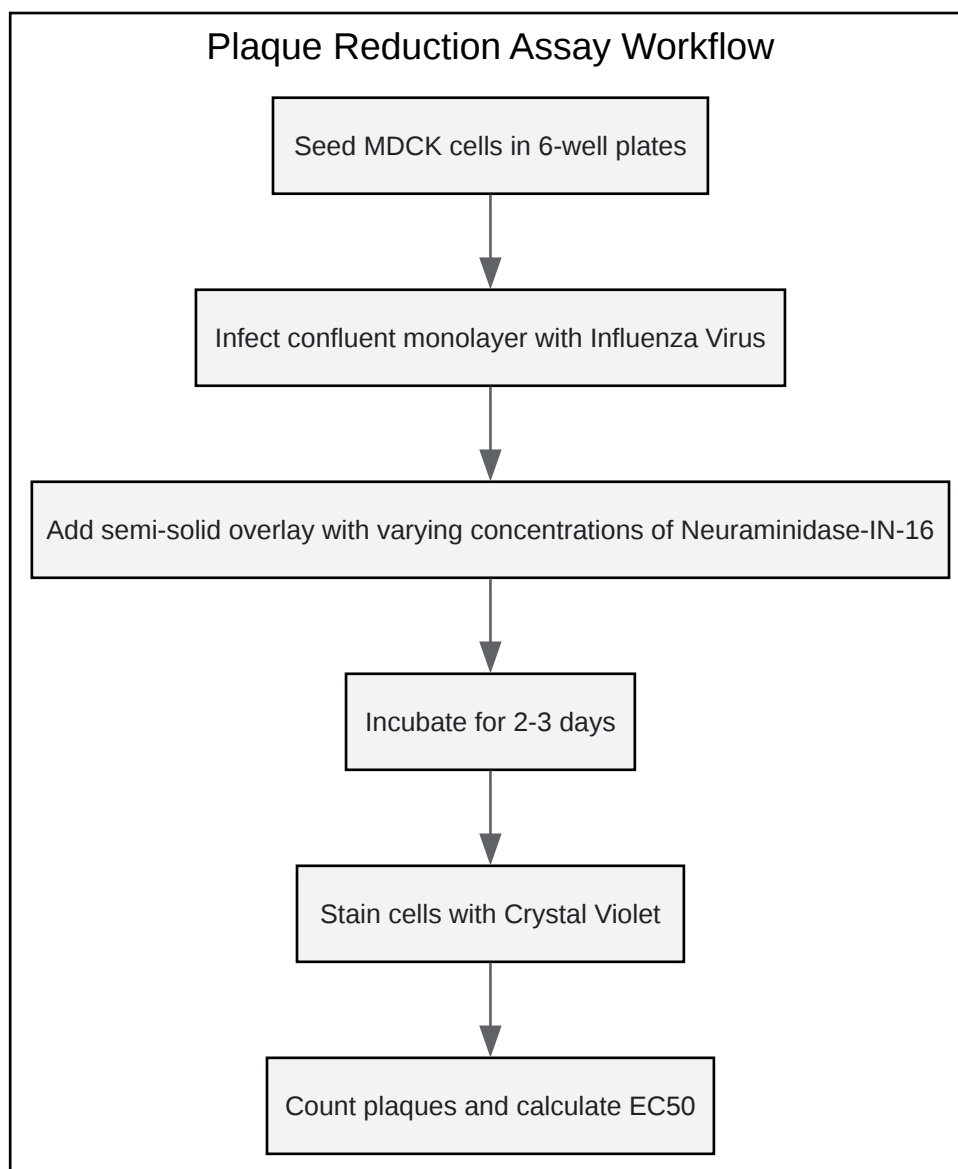 Plaque Reduction Assay Workflow
Seed MDCK cells in 6-well plates
Infect confluent monolayer with Influenza Virus
Add semi-solid overlay with varying concentrations of Neuraminidase-IN-16
Incubate for 2-3 days
Stain cells with Crystal Violet
Count plaques and calculate EC50